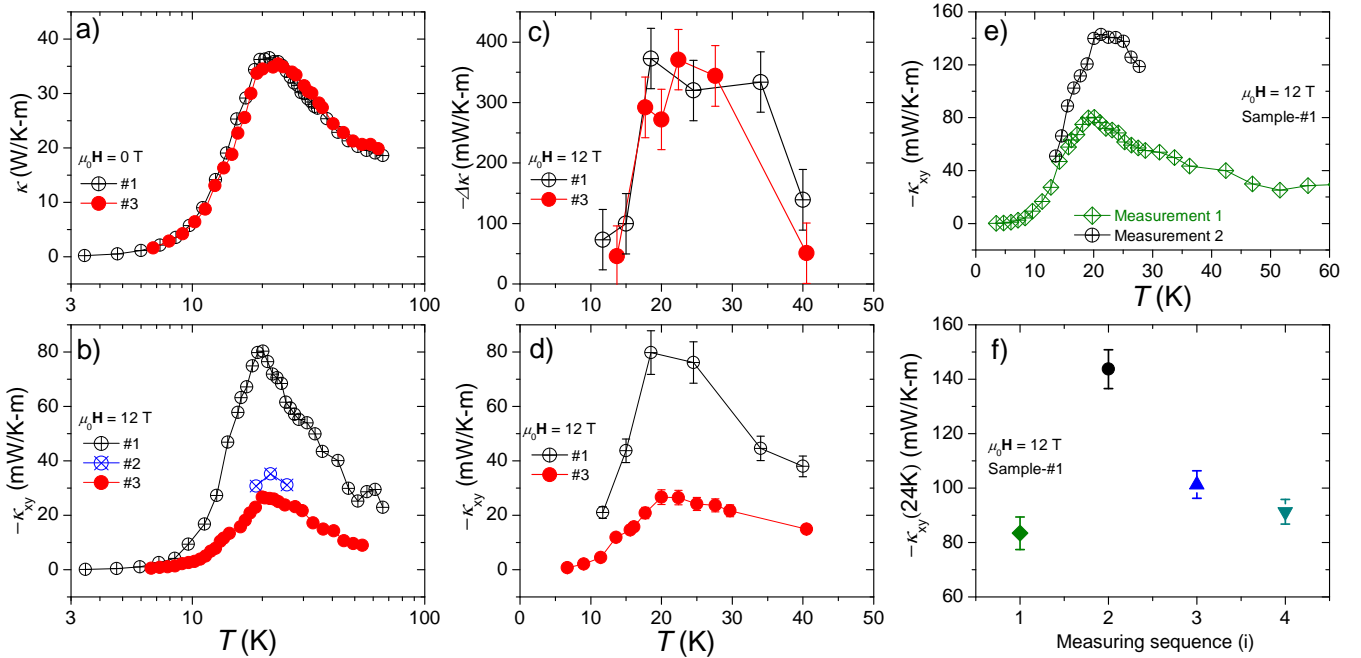 a)
κ (W/K-m)
40
30
20
10
0
μ₀H = 0 T
#1
#3
3
10
100
b)
−κxy (mW/K-m)
80
60
40
20
0
μ₀H = 12 T
#1
#2
#3
3
10
100
T (K)
c)
−Δκ (mW/K-m)
400
300
200
100
0
μ₀H = 12 T
#1
#3
0
10
20
30
40
50
d)
−κxy (mW/K-m)
80
60
40
20
0
μ₀H = 12 T
#1
#3
0
10
20
30
40
50
T (K)
e)
−κxy (mW/K-m)
160
120
80
40
0
-40
μ₀H = 12 T
Sample-#1
Measurement 1
Measurement 2
0
10
20
30
40
50
60
T (K)
f)
−κxy(24K) (mW/K-m)
160
140
120
100
80
60
μ₀H = 12 T
Sample-#1
1
2
3
4
Measuring sequence (i)